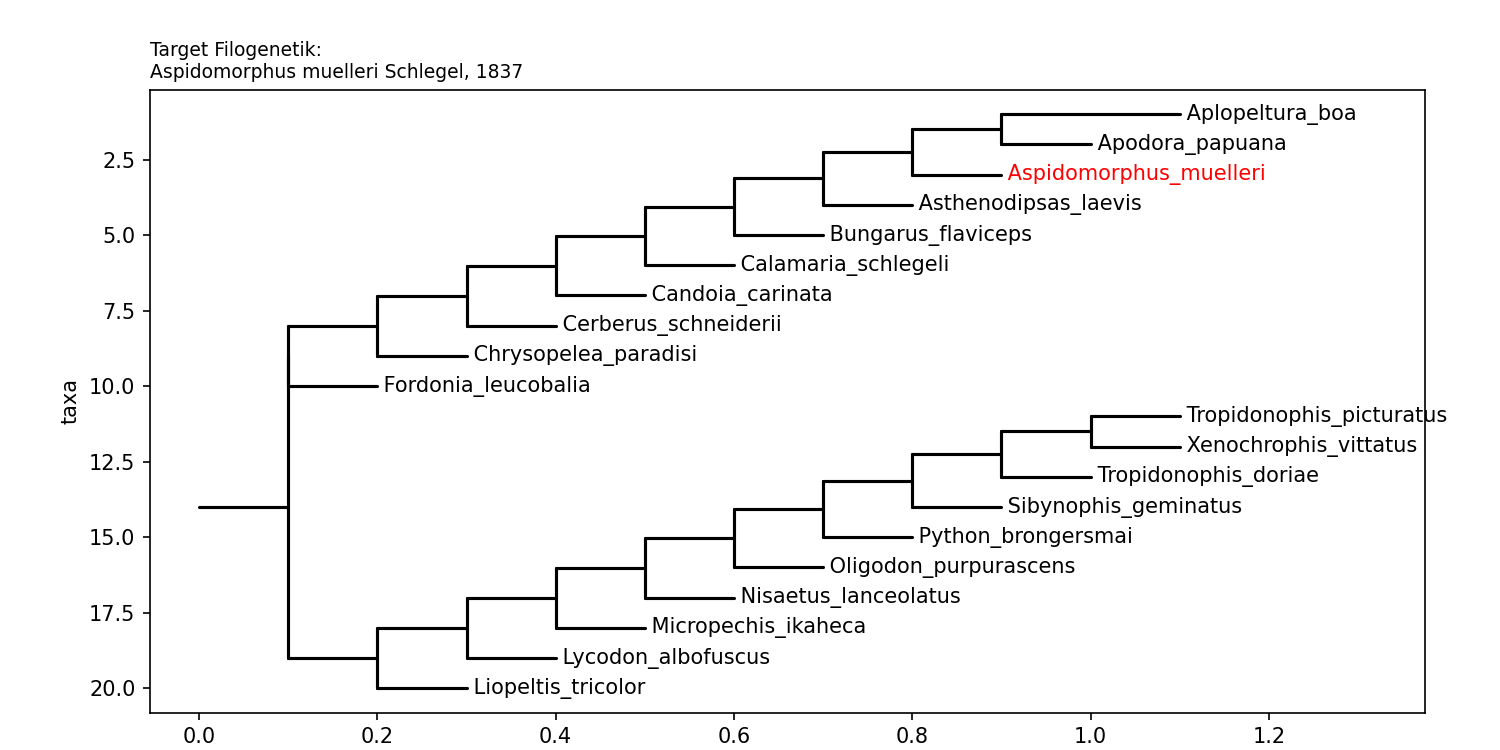 Target Filogenetik:
Aspidomorphus muelleri Schlegel, 1837
Aplopeltura_boa
Apodora_papuana
2.5
Aspidomorphus_muelleri
Asthenodipsas_laevis
5.0
Bungarus_flaviceps
Calamaria_schlegeli
Candoia_carinata
7.5
Cerberus_schneiderii
Chrysopelea_paradisi
10.0
Fordonia_leucobalia
taxa
Tropidonophis_picturatus
Xenochrophis_vittatus
12.5
Tropidonophis_doriae
Sibynophis_geminatus
15.0
Python_brongersmai
Oligodon_purpurascens
Nisaetus_lanceolatus
17.5
Micropechis_ikaheca
Lycodon_albofuscus
20.0
Liopeltis_tricolor
0.0 0.2 0.4 0.6 0.8 1.0 1.2